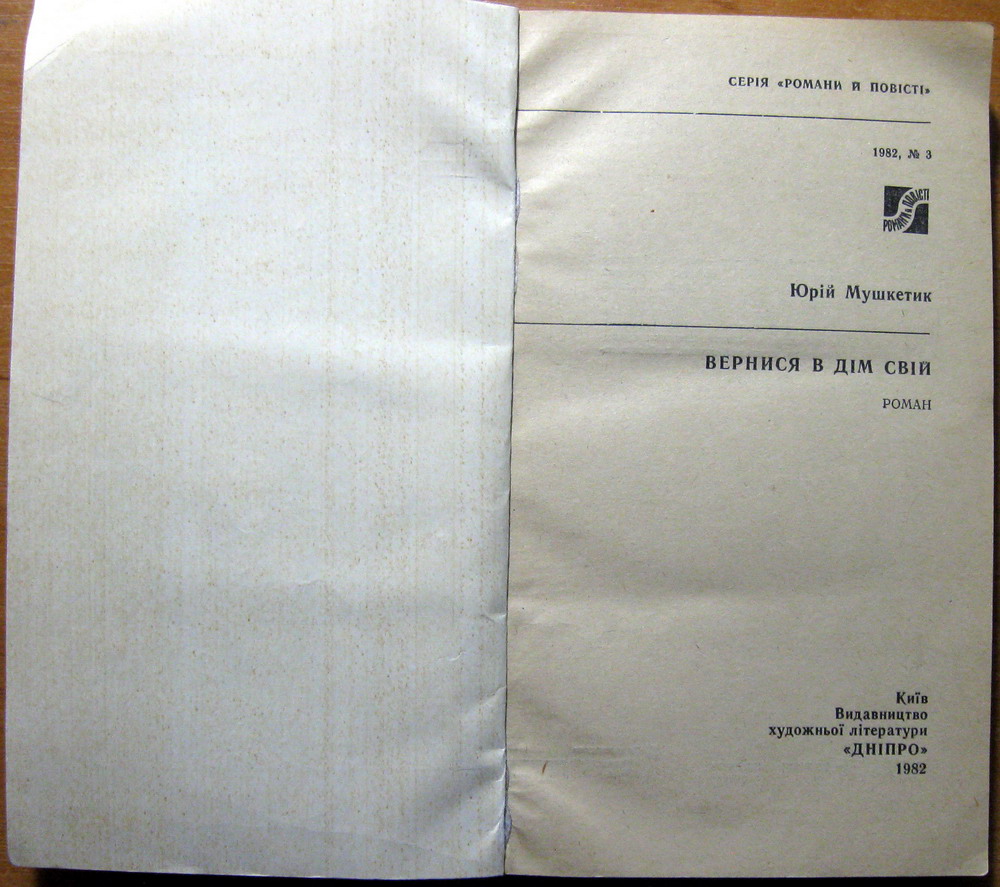 СЕРІЯ «РОМАНИ Й ПОВІСТІ»
1982, № 3
РОМАНИ Й ПОВІСТІ
Юрій Мушкетик
ВЕРНИСЯ В ДІМ СВІЙ
РОМАН
Київ
Видавництво
художньої літератури
«ДНІПРО»
1982